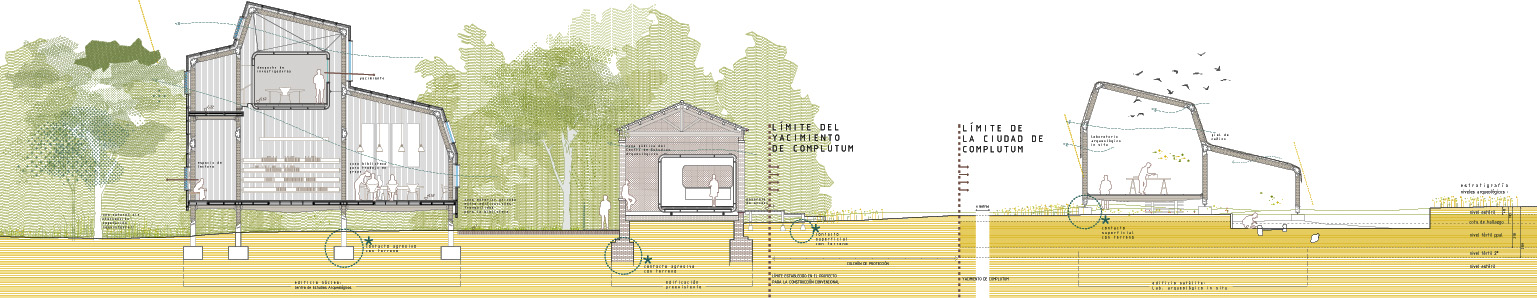 despacho de
investigadores
yacimiento
espacio de
lectura
zona biblioteca
para trabajo en
grupo
LÍMITE DEL
YACIMIENTO
DE COMPLUTUM
LÍMITE DE
LA CIUDAD DE
COMPLUTUM
laboratorio
arqueológico
in situ
estratigrafía
niveles arqueológicos:
nivel estéril
cota de hallazgo
nivel fértil ppal
nivel fértil 2º
nivel estéril
contacto agresivo
con terreno
contacto agresivo
con terreno
contacto
superficial
con terreno
contacto
superficial
con terreno
COLCHÓN DE PROTECCIÓN
LÍMITE ESTABLECIDO EN EL PROYECTO
PARA LA CONSTRUCCIÓN CONVENCIONAL
YACIMIENTO DE COMPLUTUM
edificio núcleo:
Centro de Estudios Arqueológicos
edificación
preexistente
edificio satélite:
Lab. arqueológico in situ